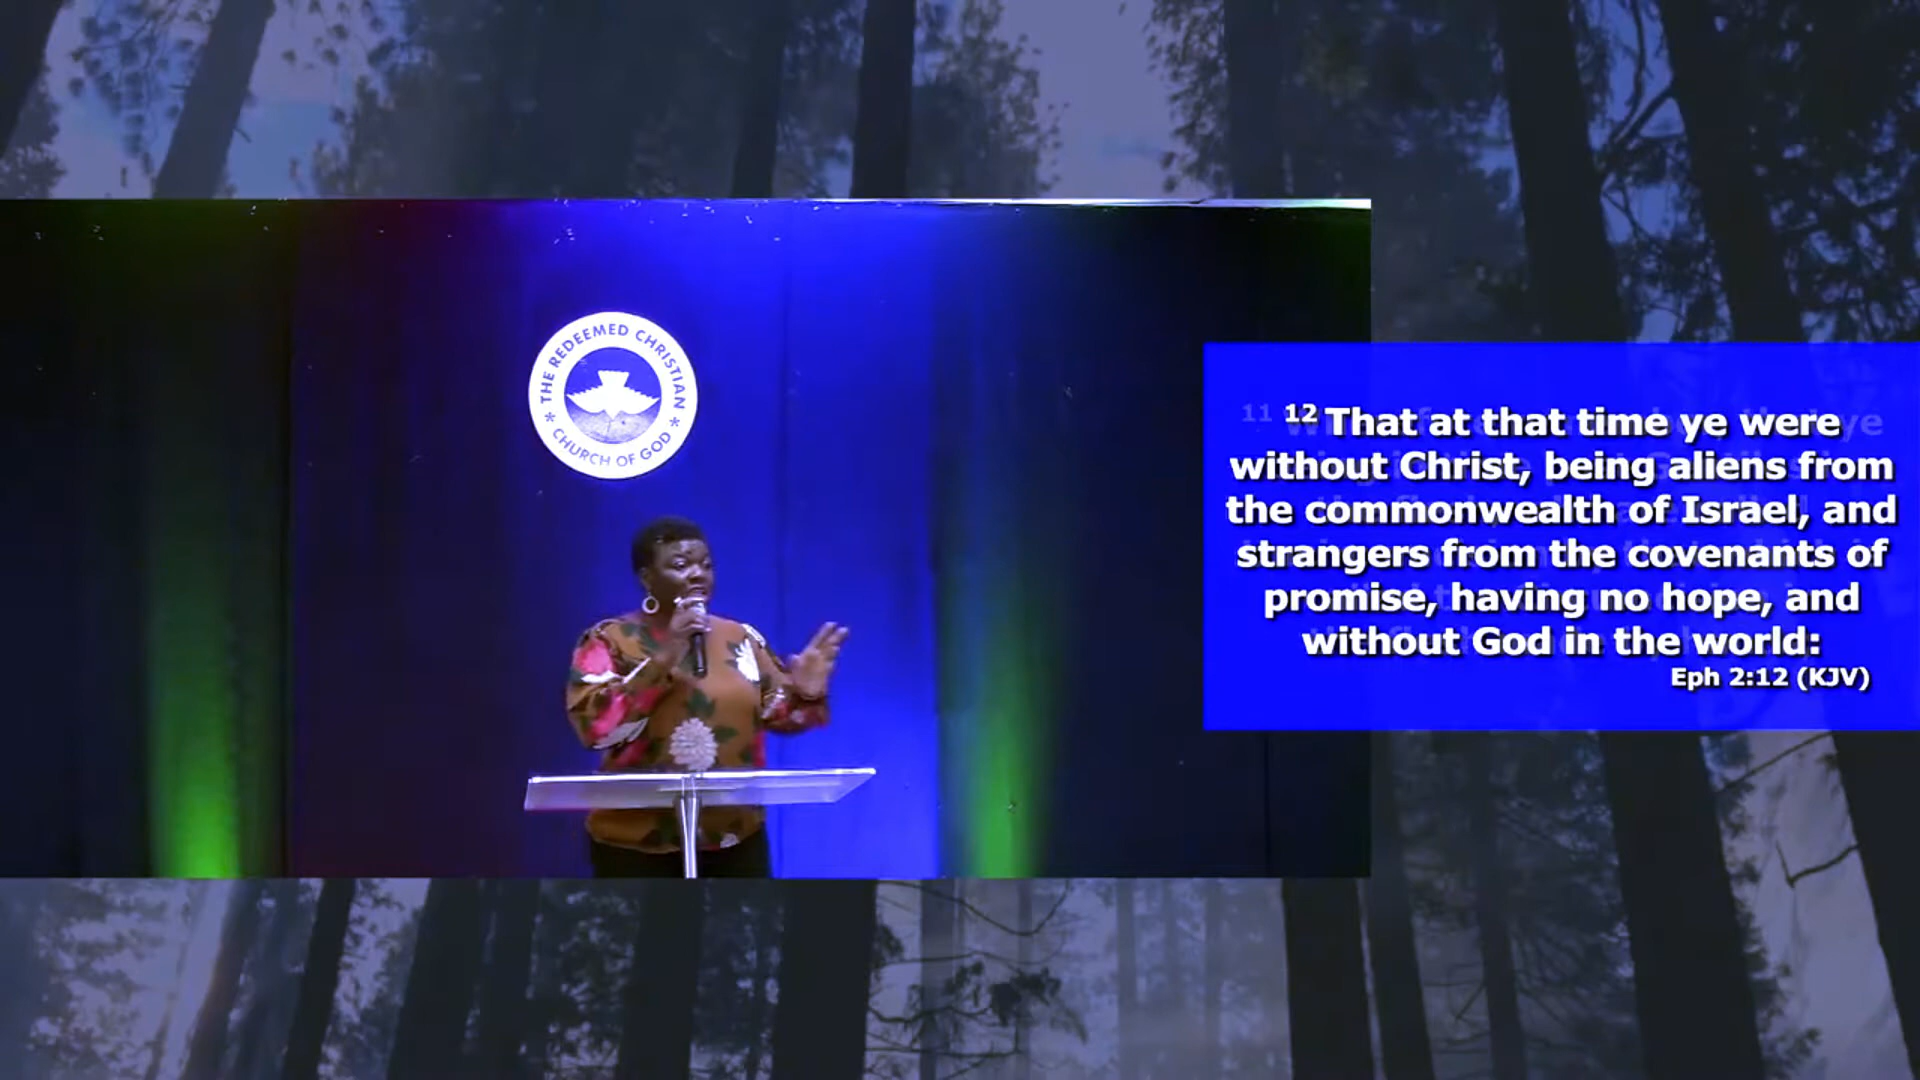 THE REDEEMED CHRISTIAN
* CHURCH OF GOD *
11 12 That at that time ye were
without Christ, being aliens from
the commonwealth of Israel, and
strangers from the covenants of
promise, having no hope, and
without God in the world:
Eph 2:12 (KJV)